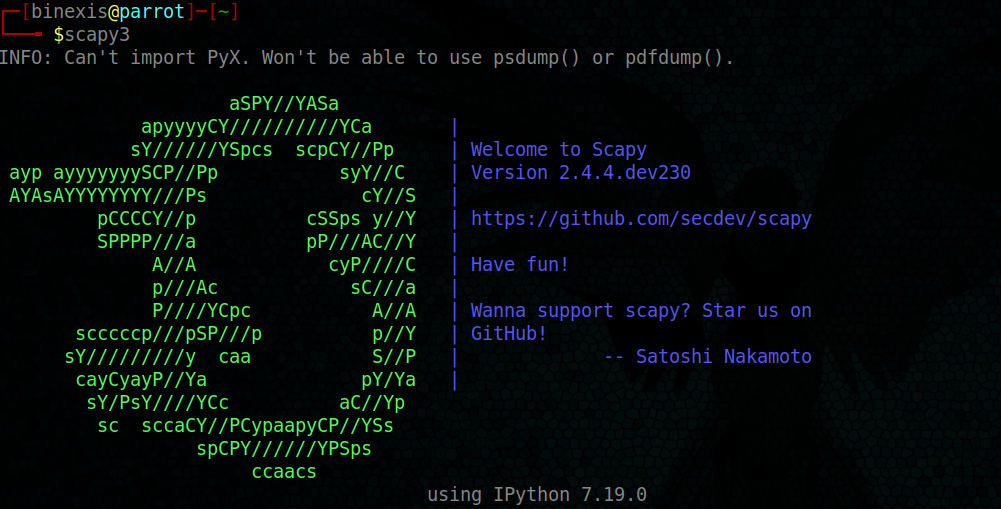 ┌─[binexis@parrot]─[~]
└──╼ $scapy3
INFO: Can't import PyX. Won't be able to use psdump() or pdfdump().

                     aSPY//YASa
             apyyyyCY//////////YCa       |
            sY//////YSpcs  scpCY//Pp     | Welcome to Scapy
 ayp ayyyyyyySCP//Pp           syY//C    | Version 2.4.4.dev230
 AYAsAYYYYYYYY///Ps              cY//S   |
         pCCCCY//p          cSSps y//Y   | https://github.com/secdev/scapy
         SPPPP///a          pP///AC//Y   |
              A//A            cyP////C   | Have fun!
              p///Ac            sC///a   |
              P////YCpc           A//A   | Wanna support scapy? Star us on
       scccccp///pSP///p          p//Y   | GitHub!
      sY/////////y  caa           S//P   |             -- Satoshi Nakamoto
       cayCyayP//Ya              pY/Ya   |
        sY/PsY////YCc          aC//Yp
         sc  sccaCY//PCypaapyCP//YSs
                  spCPY//////YPSps
                       ccaacs
                                       using IPython 7.19.0